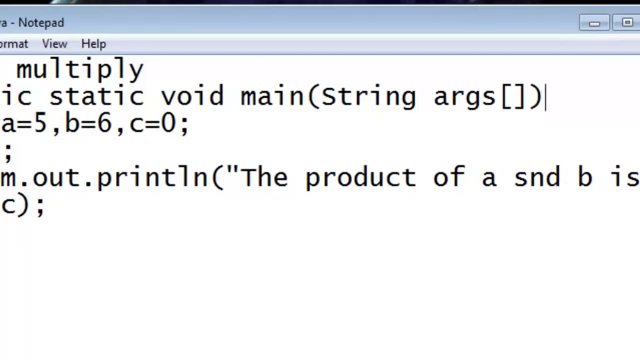 va - Notepad
ormat View Help
multiply
ic static void main(String args[])
a=5,b=6,c=0;
;
m.out.println("The product of a snd b is
c);